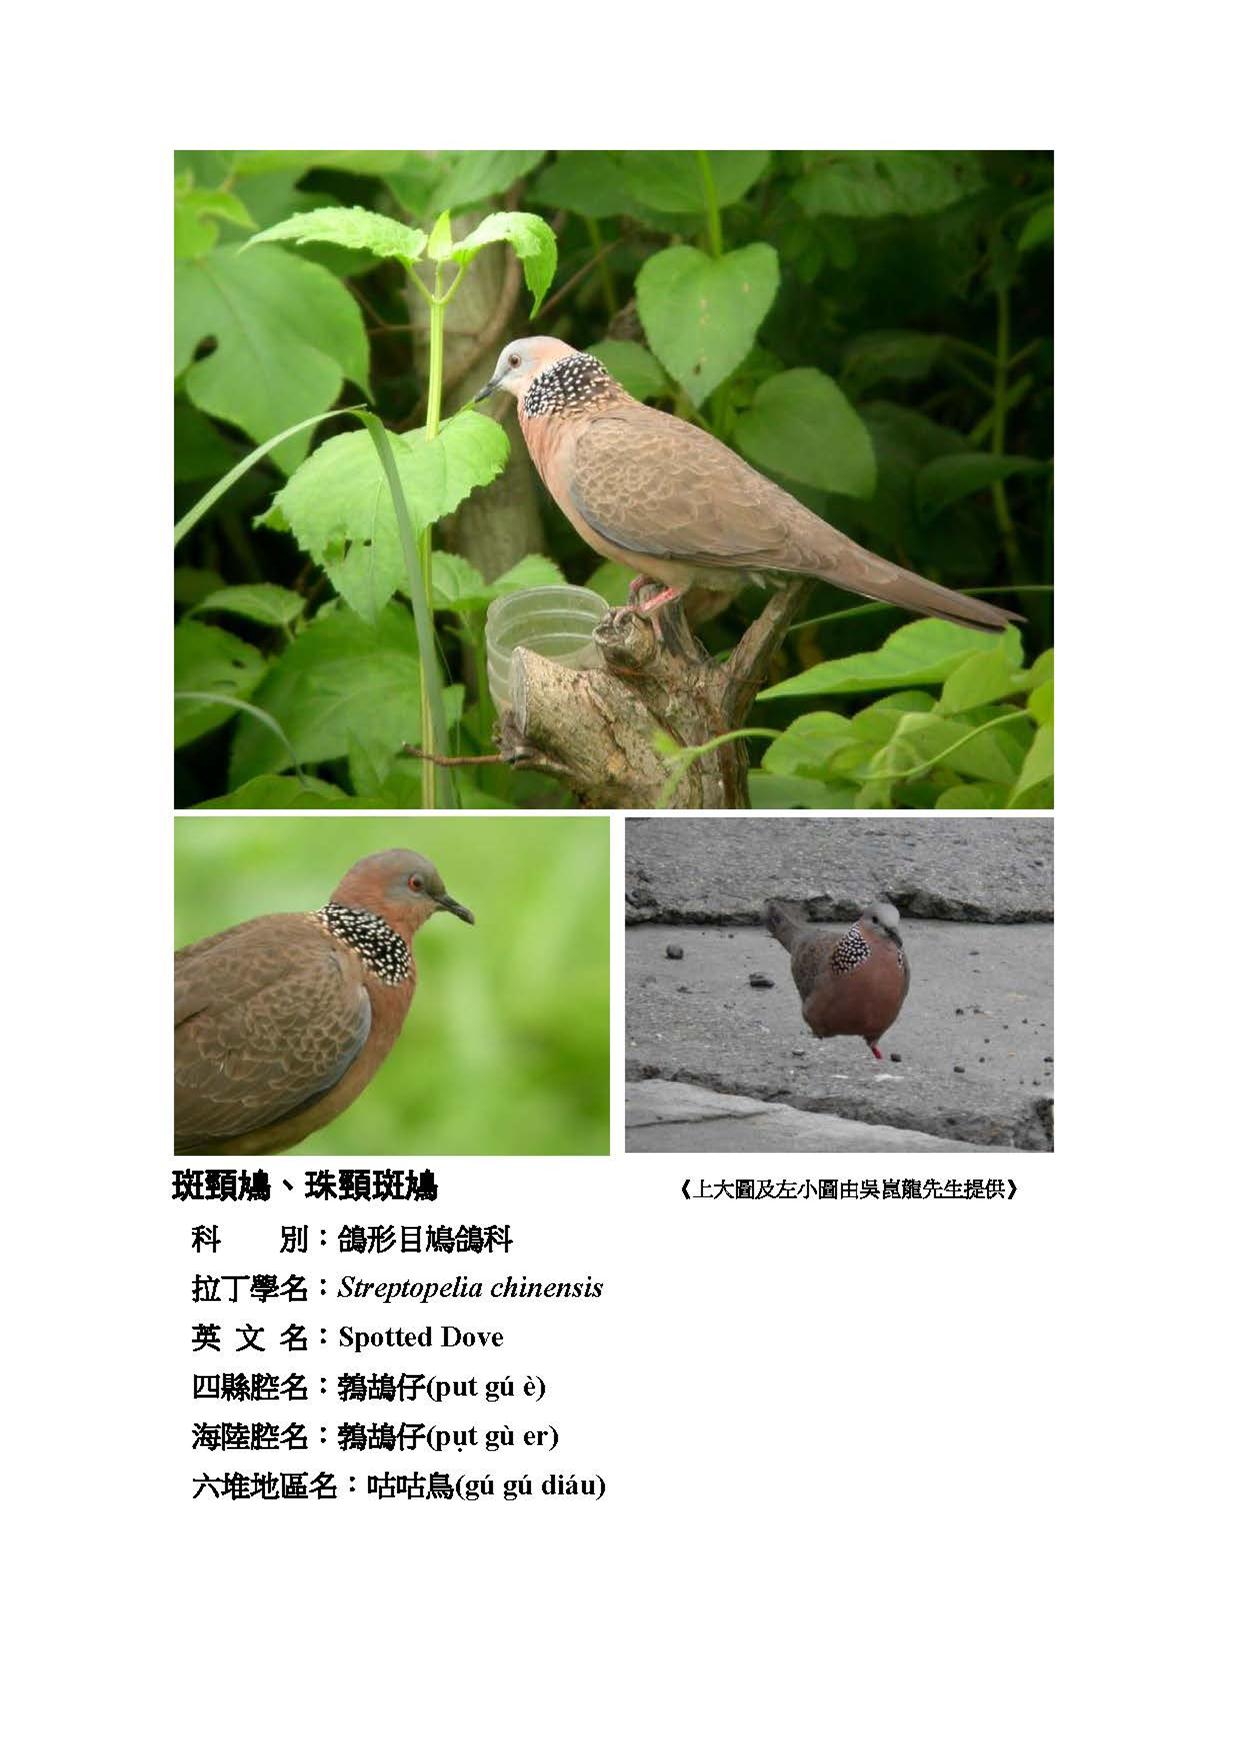 斑頸鳩、珠頸斑鳩
《上大圖及左小圖由吳崑龍先生提供》
科　　別：鴿形目鳩鴿科
拉丁學名：Streptopelia chinensis
英 文 名：Spotted Dove
四縣腔名：鵓鴣仔(put gú è)
海陸腔名：鵓鴣仔(pụt gù er)
六堆地區名：咕咕鳥(gú gú diáu)